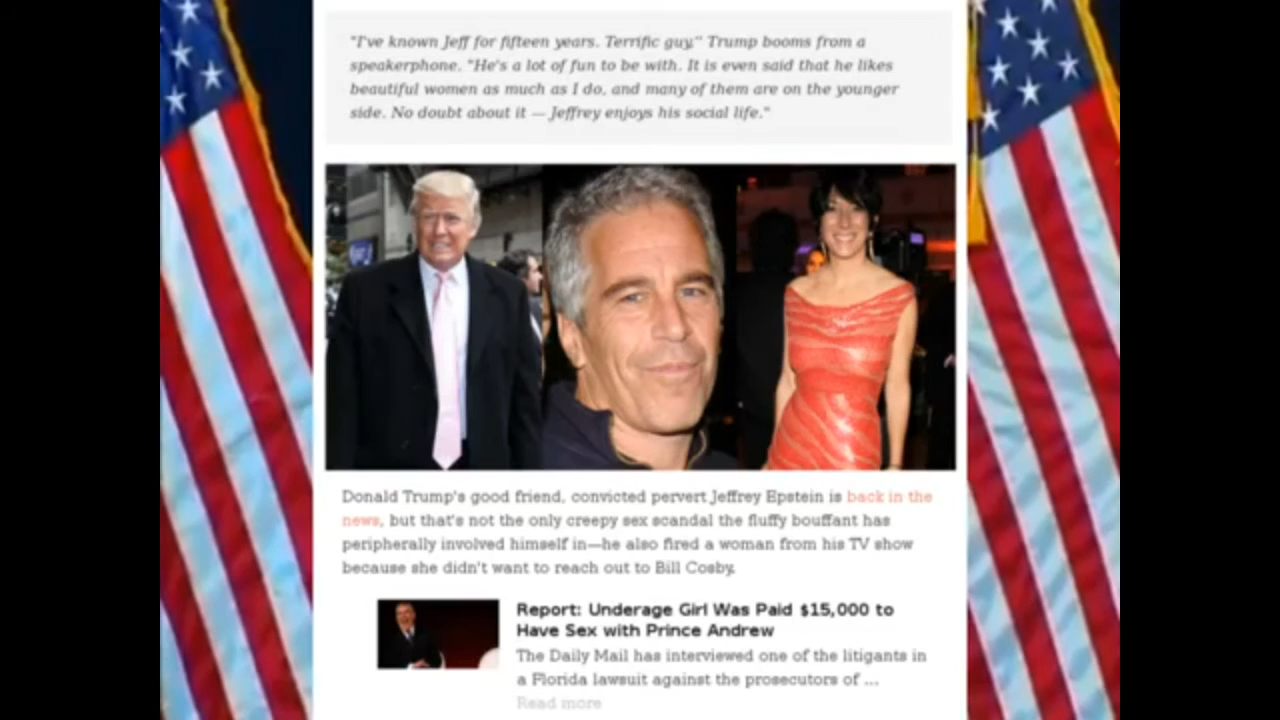 "I've known Jeff for fifteen years. Terrific guy," Trump booms from a
speakerphone. "He's a lot of fun to be with. It is even said that he likes
beautiful women as much as I do, and many of them are on the younger
side. No doubt about it — Jeffrey enjoys his social life."
Donald Trump's good friend, convicted pervert Jeffrey Epstein is back in the
news, but that's not the only creepy sex scandal the fluffy bouffant has
peripherally involved himself in—he also fired a woman from his TV show
because she didn't want to reach out to Bill Cosby.
Report: Underage Girl Was Paid $15,000 to
Have Sex with Prince Andrew
The Daily Mail has interviewed one of the litigants in
a Florida lawsuit against the prosecutors of ...
Read more